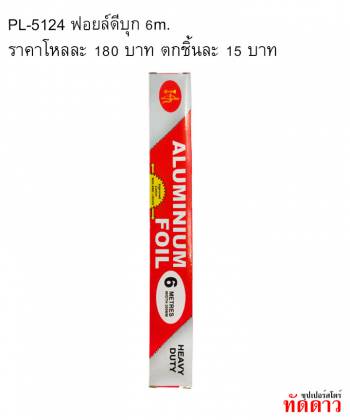 PL-5124 ฟอยล์ดีบุก 6m.
ราคาโหลละ 180 บาท ตกชิ้นละ 15 บาท
ALUMINIUM
FOIL
6
METRES
HEAVY
DUTY
ซุปเปอร์สโตร์
ทัดดาว